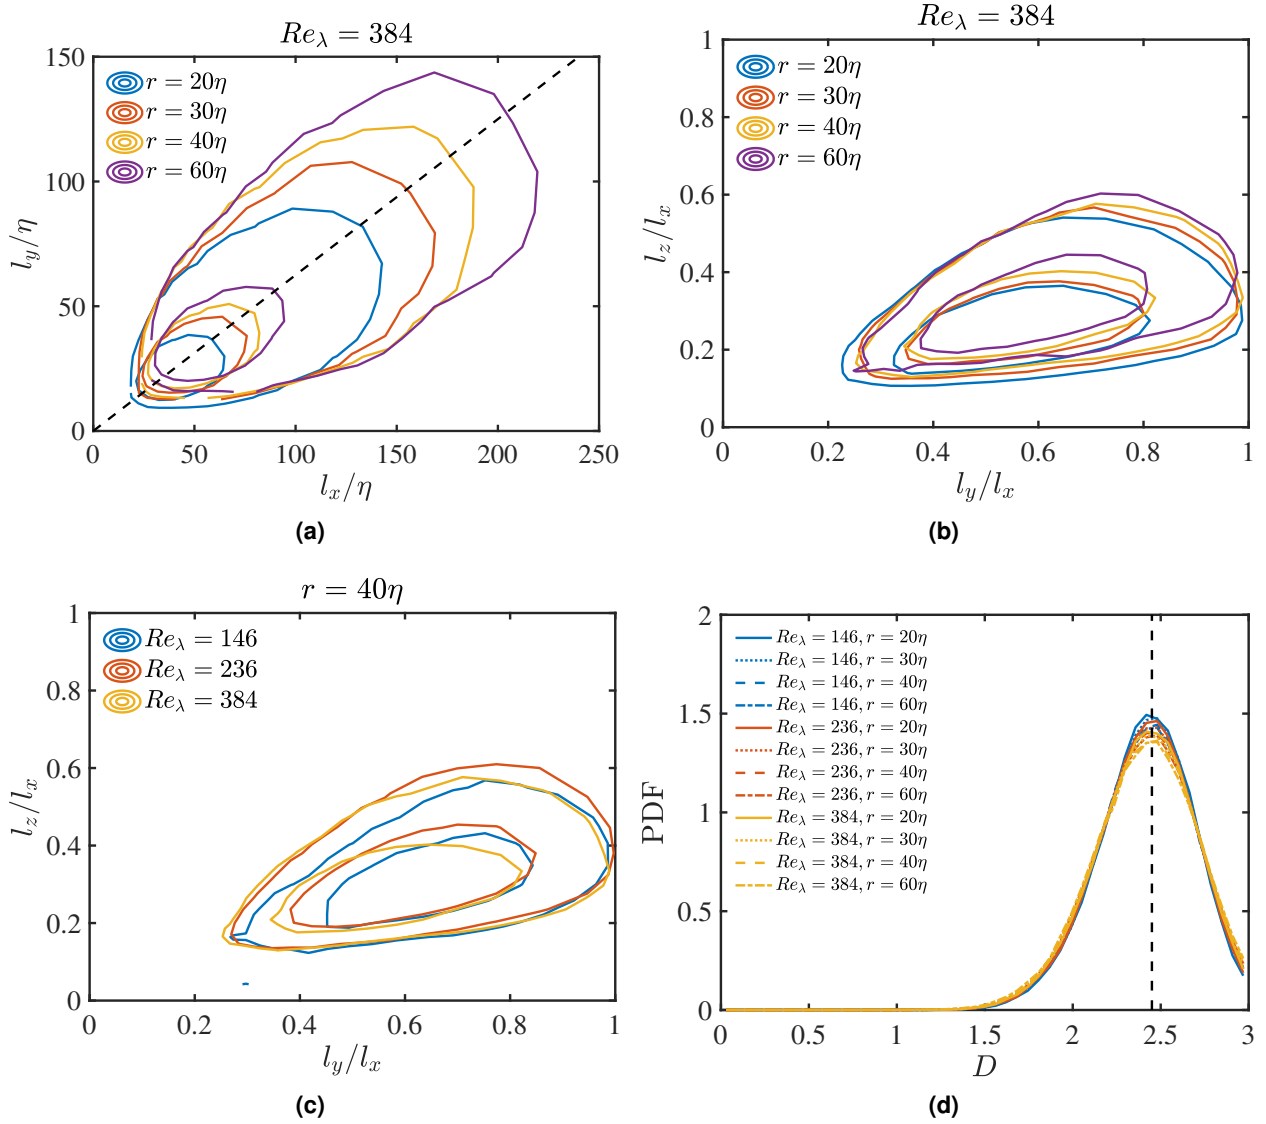 Re_λ = 384
150
100
50
0
r = 20η
r = 30η
r = 40η
r = 60η
l_y/η
0 50 100 150 200 250
l_x/η
(a)
Re_λ = 384
1
0.8
0.6
0.4
0.2
0
r = 20η
r = 30η
r = 40η
r = 60η
l_z/l_x
0 0.2 0.4 0.6 0.8 1
l_y/l_x
(b)
r = 40η
1
0.8
0.6
0.4
0.2
0
Re_λ = 146
Re_λ = 236
Re_λ = 384
l_z/l_x
0 0.2 0.4 0.6 0.8 1
l_y/l_x
(c)
2
1.5
1
0.5
0
Re_λ = 146, r = 20η
Re_λ = 146, r = 30η
Re_λ = 146, r = 40η
Re_λ = 146, r = 60η
Re_λ = 236, r = 20η
Re_λ = 236, r = 30η
Re_λ = 236, r = 40η
Re_λ = 236, r = 60η
Re_λ = 384, r = 20η
Re_λ = 384, r = 30η
Re_λ = 384, r = 40η
Re_λ = 384, r = 60η
PDF
0 0.5 1 1.5 2 2.5 3
D
(d)